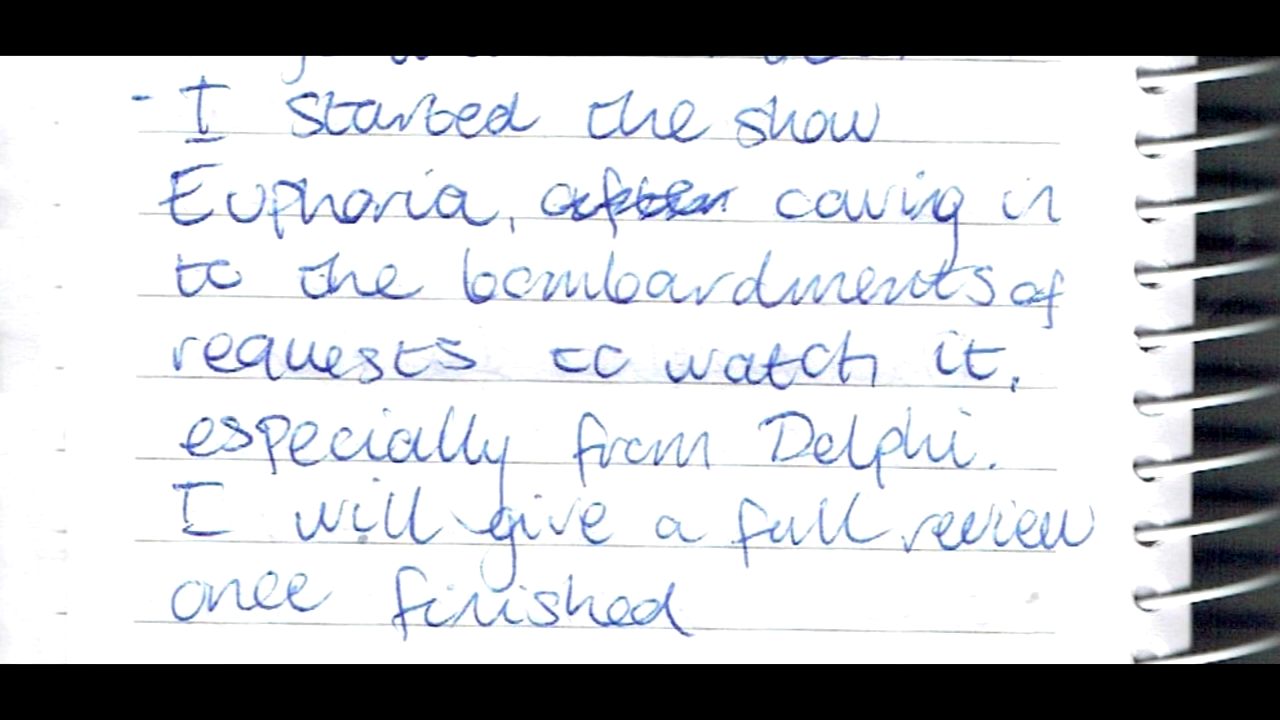 - I started the show
Euphoria, after caving in
to the bombardments of
requests to watch it,
especially from Delphi.
I will give a full review
once finished